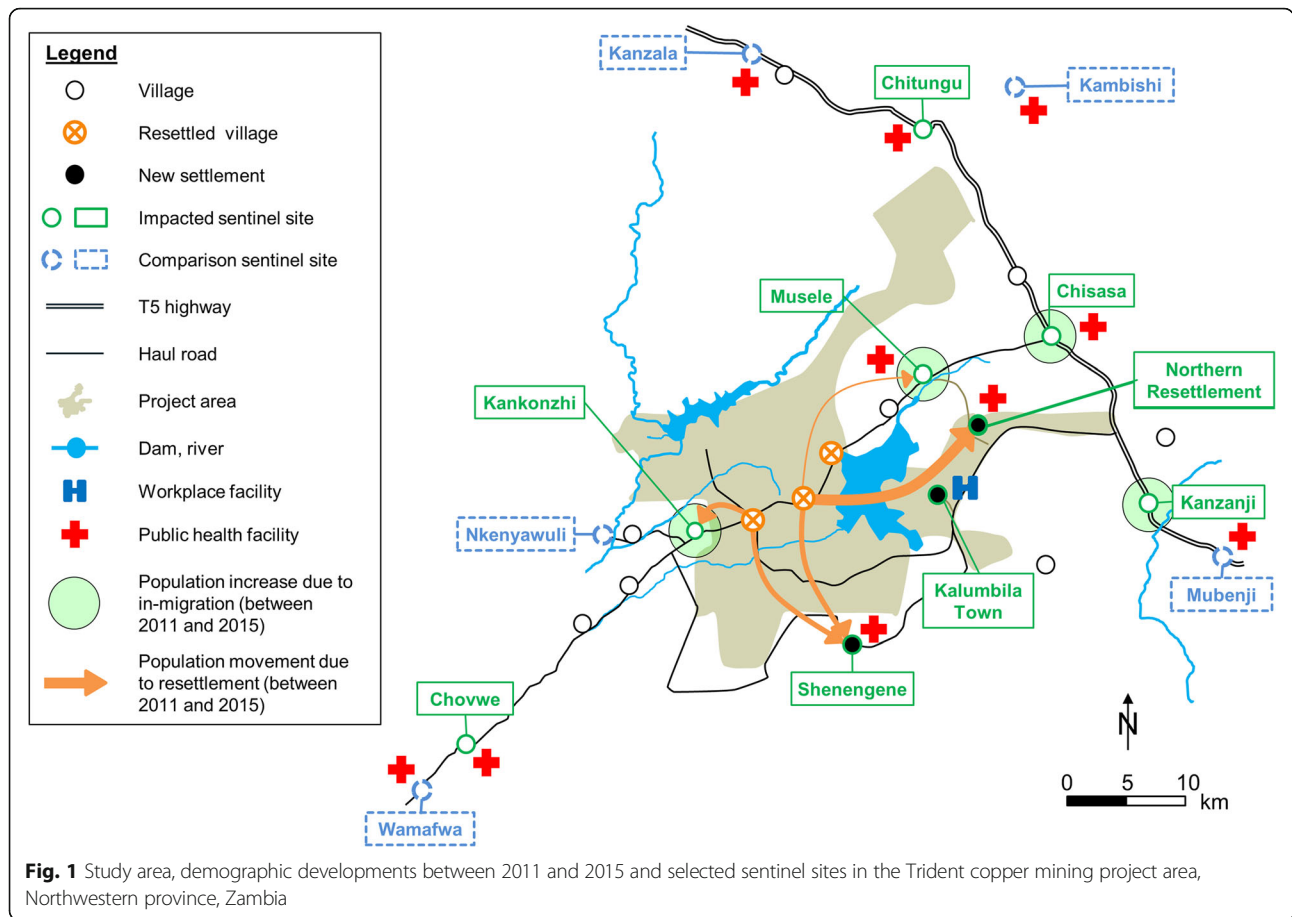 Legend
Village
Resettled village
New settlement
Impacted sentinel site
Comparison sentinel site
T5 highway
Haul road
Project area
Dam, river
Workplace facility
Public health facility
Population increase due to
in-migration (between
2011 and 2015)
Population movement due
to resettlement (between
2011 and 2015)
Kanzala
Chitungu
Kambishi
Musele
Chisasa
Northern
Resettlement
Kankonzhi
Nkenyawuli
H
Kanzanji
Mubenji
Kalumbila
Town
Shenengene
Chovwe
Wamafwa
N
0 5 10
km
Fig. 1 Study area, demographic developments between 2011 and 2015 and selected sentinel sites in the Trident copper mining project area,
Northwestern province, Zambia